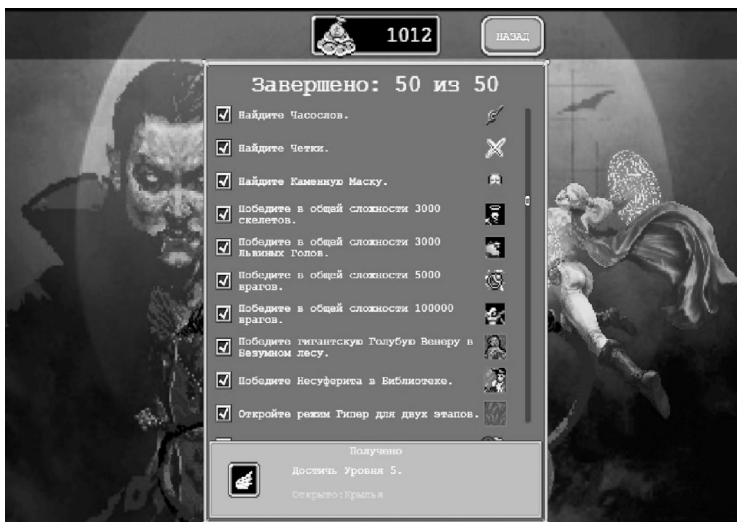 1012
НАЗАД
Завершено: 50 из 50
Найдите Часослов.
Найдите Четки.
Найдите Каменную Маску.
Победите в общей сложности 3000
скелетов.
Победите в общей сложности 3000
Львиных Голов.
Победите в общей сложности 5000
врагов.
Победите в общей сложности 100000
врагов.
Победите гигантскую Голубую Венеру в
Безумном лесу.
Победите Несуферита в Библиотеке.
Откройте режим Гипер для двух этапов.
Получено
Достичь Уровня 5.
Открыто:Крылья